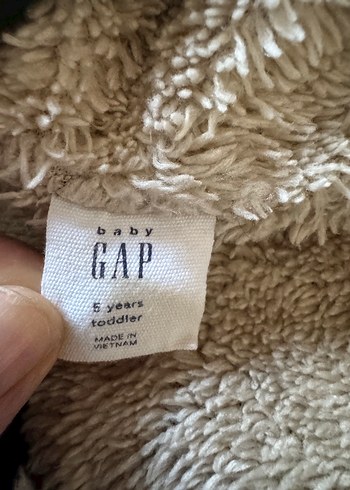 baby
GAP
5 years
toddler
MADE IN
VIETNAM